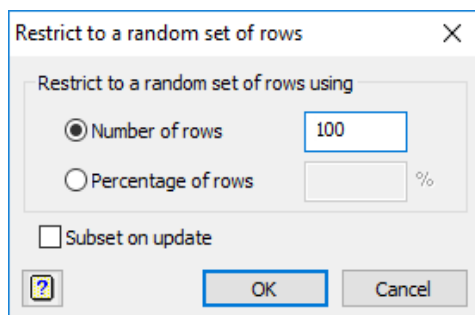 Restrict to a random set of rows
Restrict to a random set of rows using
Number of rows 100
Percentage of rows %
Subset on update
? OK Cancel